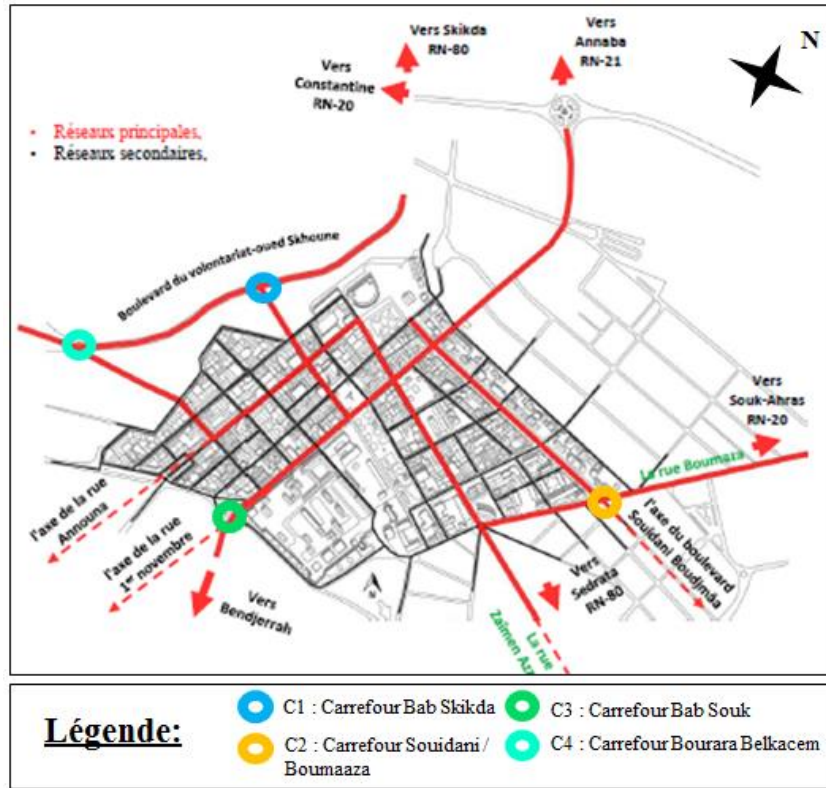 Vers Skikda
RN-80
Vers
Annaba
RN-21
N
Vers
Constantine
RN-20
• Réseaux principales,
• Réseaux secondaires,
Boulevard du volontariat-oued Skhoune
Vers
Souk-Ahras
RN-20
La rue Boumaza
l'axe de la rue
Announa
l'axe de la rue
1er novembre
Vers
Bendjerrah
l'axe du boulevard
Souidani Boudjmâa
Vers
Sedrata
RN-80
La rue
Zaïmen
Légende:
C1 : Carrefour Bab Skikda
C2 : Carrefour Souidani /
Boumaaza
C3 : Carrefour Bab Souk
C4 : Carrefour Bourara Belkacem